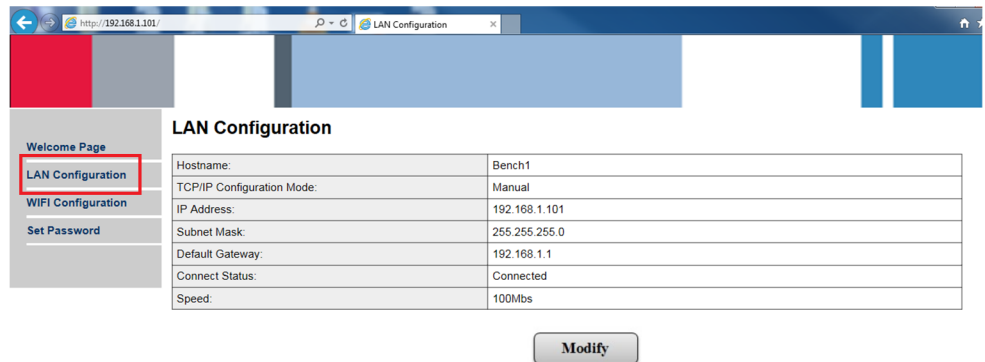 http://192.168.1.101/
LAN Configuration
Welcome Page
LAN Configuration
WIFI Configuration
Set Password
LAN Configuration
Hostname: Bench1
TCP/IP Configuration Mode: Manual
IP Address: 192.168.1.101
Subnet Mask: 255.255.255.0
Default Gateway: 192.168.1.1
Connect Status: Connected
Speed: 100Mbs
Modify